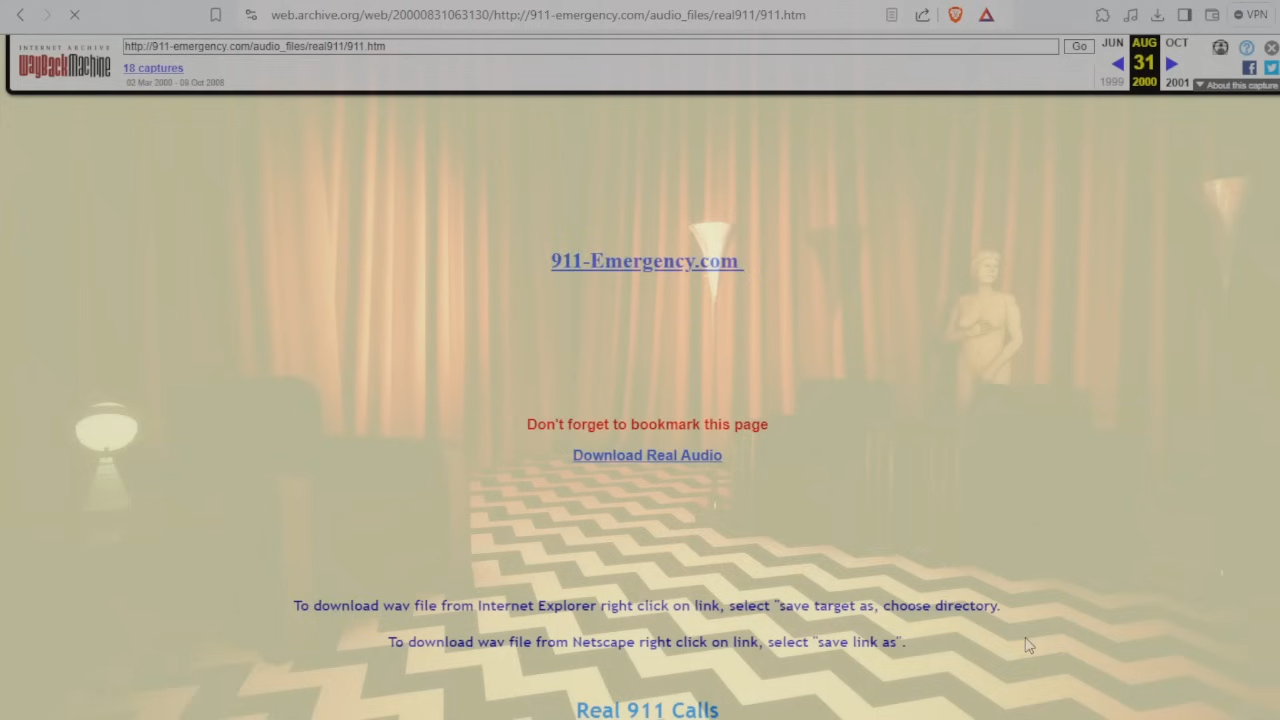 web.archive.org/web/20000831063130/http://911-emergency.com/audio_files/real911/911.htm
VPN
INTERNET ARCHIVE
WayBackMachine
http://911-emergency.com/audio_files/real911/911.htm
Go
JUN AUG OCT
18 captures
31
02 Mar 2000 - 08 Oct 2008
1999 2000 2001
About this capture
911-Emergency.com
Don't forget to bookmark this page
Download Real Audio
To download wav file from Internet Explorer right click on link, select "save target as, choose directory.
To download wav file from Netscape right click on link, select "save link as".
Real 911 Calls